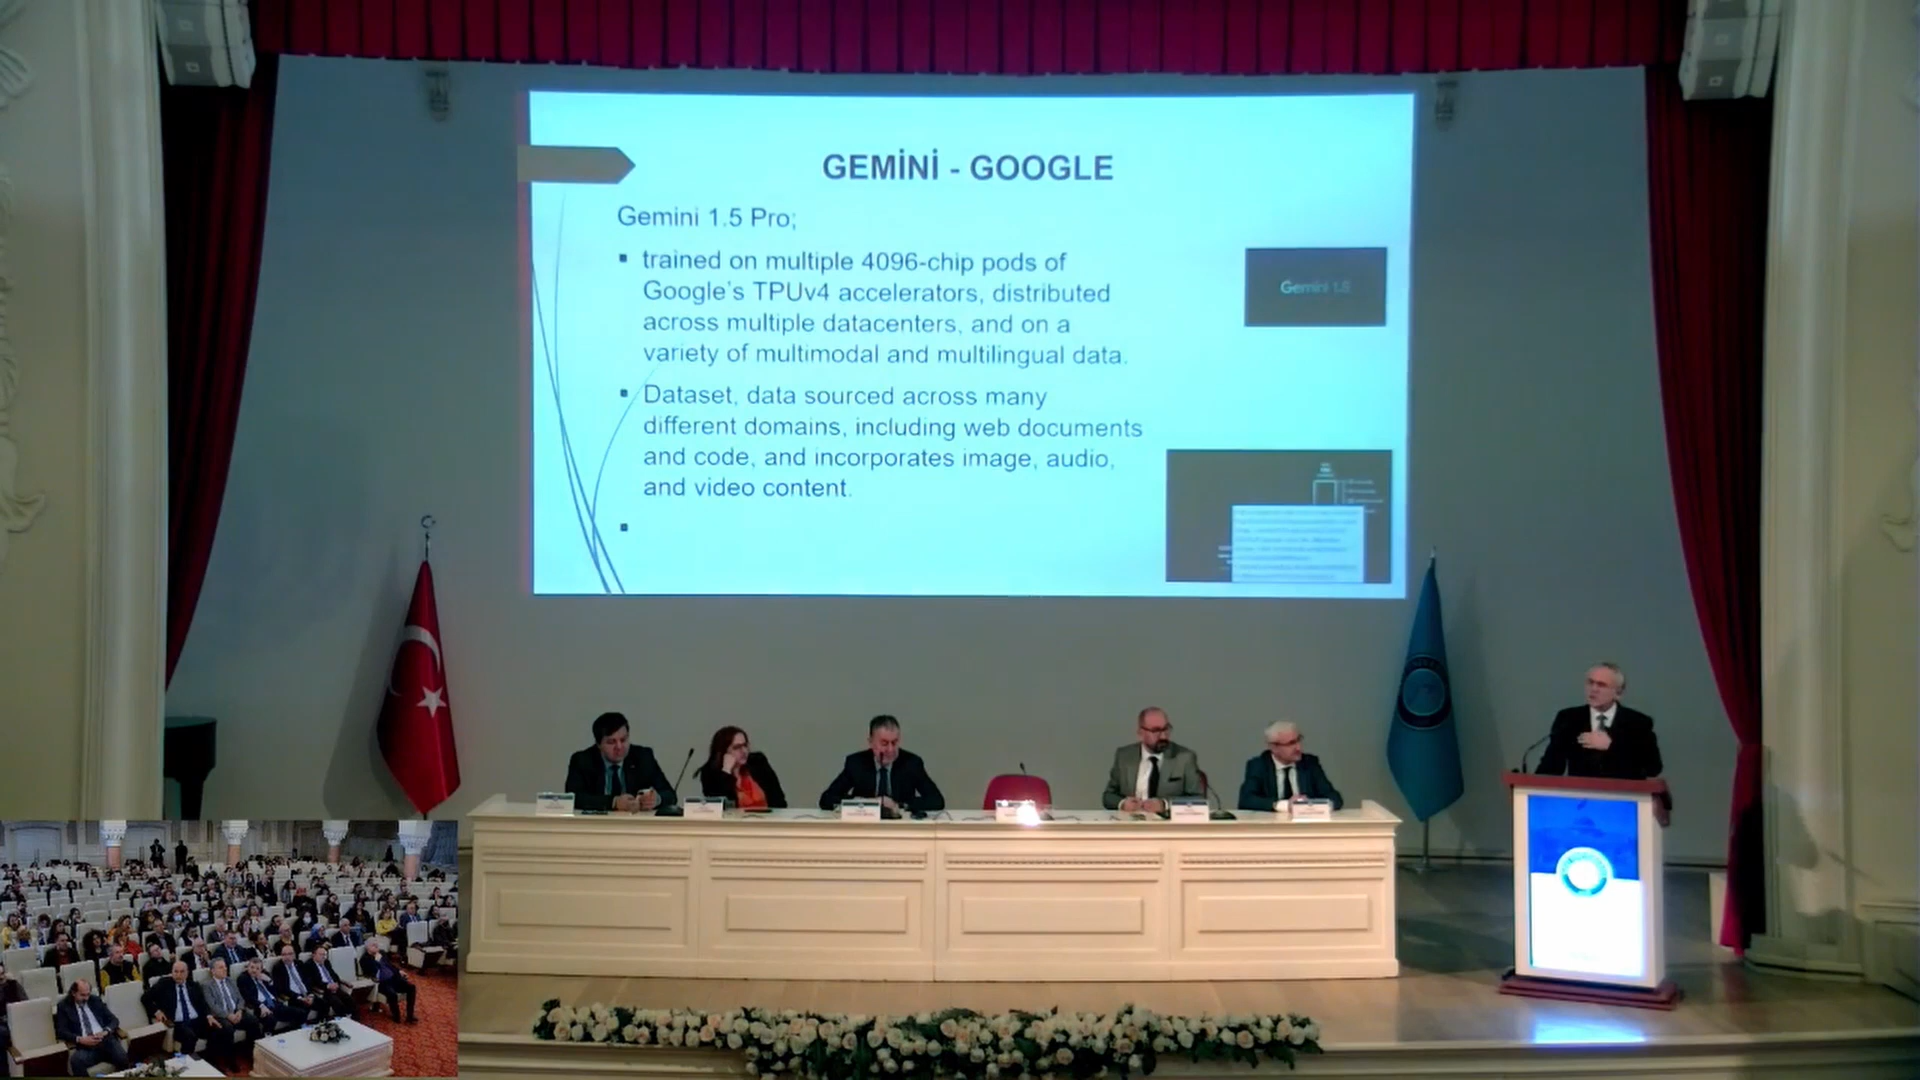 GEMİNİ - GOOGLE
Gemini 1.5 Pro;
trained on multiple 4096-chip pods of
Google's TPUv4 accelerators, distributed
across multiple datacenters, and on a
variety of multimodal and multilingual data.
Gemini 1.5
Dataset, data sourced across many
different domains, including web documents
and code, and incorporates image, audio,
and video content.